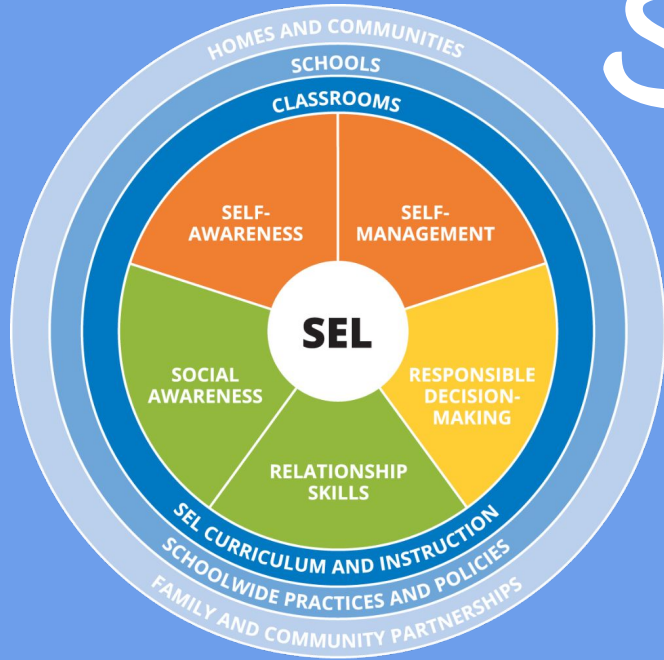 HOMES AND COMMUNITIES
SCHOOLS
CLASSROOMS
SELF-
AWARENESS
SELF-
MANAGEMENT
SEL
SOCIAL
AWARENESS
RESPONSIBLE
DECISION-
MAKING
RELATIONSHIP
SKILLS
SEL CURRICULUM AND INSTRUCTION
SCHOOLWIDE PRACTICES AND POLICIES
FAMILY AND COMMUNITY PARTNERSHIPS